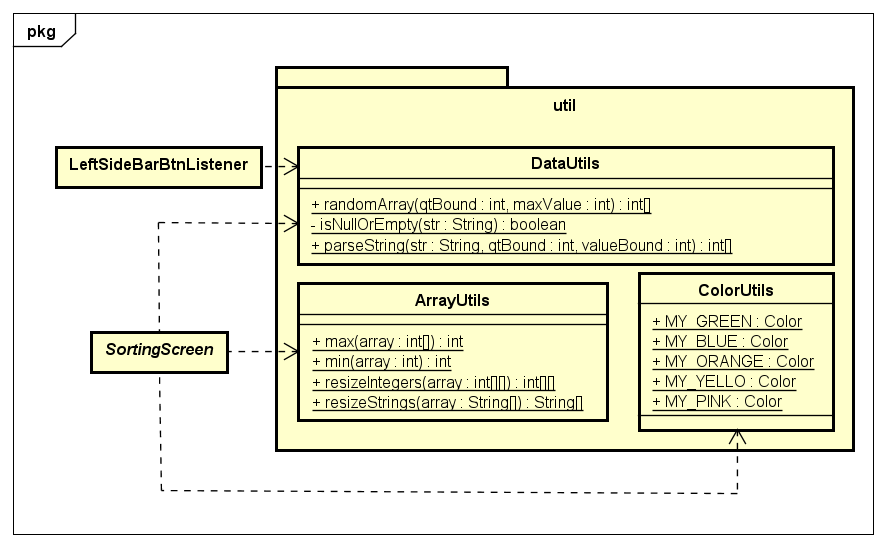 pkg
util
LeftSideBarBtnListener
DataUtils
+ randomArray(qtBound : int, maxValue : int) : int[]
- isNullOrEmpty(str : String) : boolean
+ parseString(str : String, qtBound : int, valueBound : int) : int[]
SortingScreen
ArrayUtils
+ max(array : int[]) : int
+ min(array : int) : int
+ resizeIntegers(array : int[][]) : int[][]
+ resizeStrings(array : String[]) : String[]
ColorUtils
+ MY_GREEN : Color
+ MY_BLUE : Color
+ MY_ORANGE : Color
+ MY_YELLO : Color
+ MY_PINK : Color